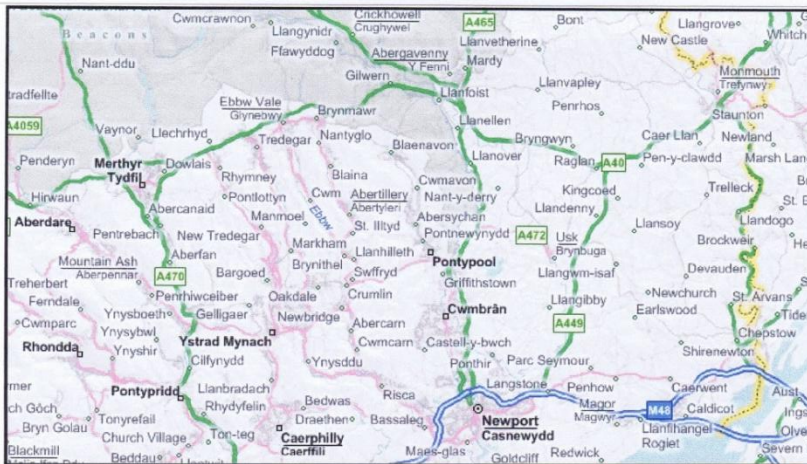 Cwmcrawnon
Crickhowell
Crughywel
A465
Bont
Llangrove
Whitch
Beacons
Llangynidr
Llanvetherine
New Castle
Ffawyddog
Abergavenny
Y Fenni
Mardy
Nant-ddu
Gilwern
Llanvapley
Monmouth
Trefynwy
tradfellte
Ebbw Vale
Glynebwy
Brynmawr
Llanfoist
Penrhos
Staunton
A4059
Vaynor
Llechrhyd
Tredegar
Nantyglo
Llanellen
Bryngwyn
Caer Llan
Newland
Penderyn
Merthyr
Tydfil
Dowlais
Blaenavon
Llanover
Raglan
A40
Pen-y-clawdd
Marsh Lan
Hirwaun
Rhymney
Blaina
Cwmavon
Kingcoed
Trelleck
Pontlottyn
Cwm
Abertillery
Abertyleri
Nant-y-derry
St. E
Abercanaid
Manmoel
Ebbw
Abersychan
Llandenny
Llandogo
Aberdare
Pentrebach
New Tredegar
St. Illtyd
Pontnewynydd
A472
Usk
Brynbuga
Llansoy
Brockweir
He
Aberfan
Markham
Llanhilleth
Mountain Ash
Aberpennar
A470
Bargoed
Brynithel
Swffryd
Pontypool
Llangwm-isaf
Devauden
Treherbert
Penrhiwceiber
Oakdale
Crumlin
Griffithstown
Newchurch
St. Arvans
Ferndale
Ynysboeth
Gelligaer
Newbridge
Cwmbrân
Llangibby
Earlswood
Tide
Cwmparc
Ynysybwl
Abercarn
A449
Chepstow
Rhondda
Ynyshir
Ystrad Mynach
Cwmcarn
Castell-y-bwch
Shirenewton
Cilfynydd
Ynysddu
Ponthir
Parc Seymour
Pontypridd
Llanbradach
Langstone
Penhow
Caerwent
Aust
rmer
Risca
ch Gôch
Rhydyfelin
Bedwas
Magor
Magwyr
M48
Caldicot
Ings
Tonyrefail
Draethen
Bassaleg
Newport
Casnewydd
Bryn Golau
Church Village
Ton-teg
Caerphilly
Caerffili
Llanfihangel
Rogiet
Olve
Blackmill
Beddau
Maes-glas
Goldcliff
Redwick
Severn